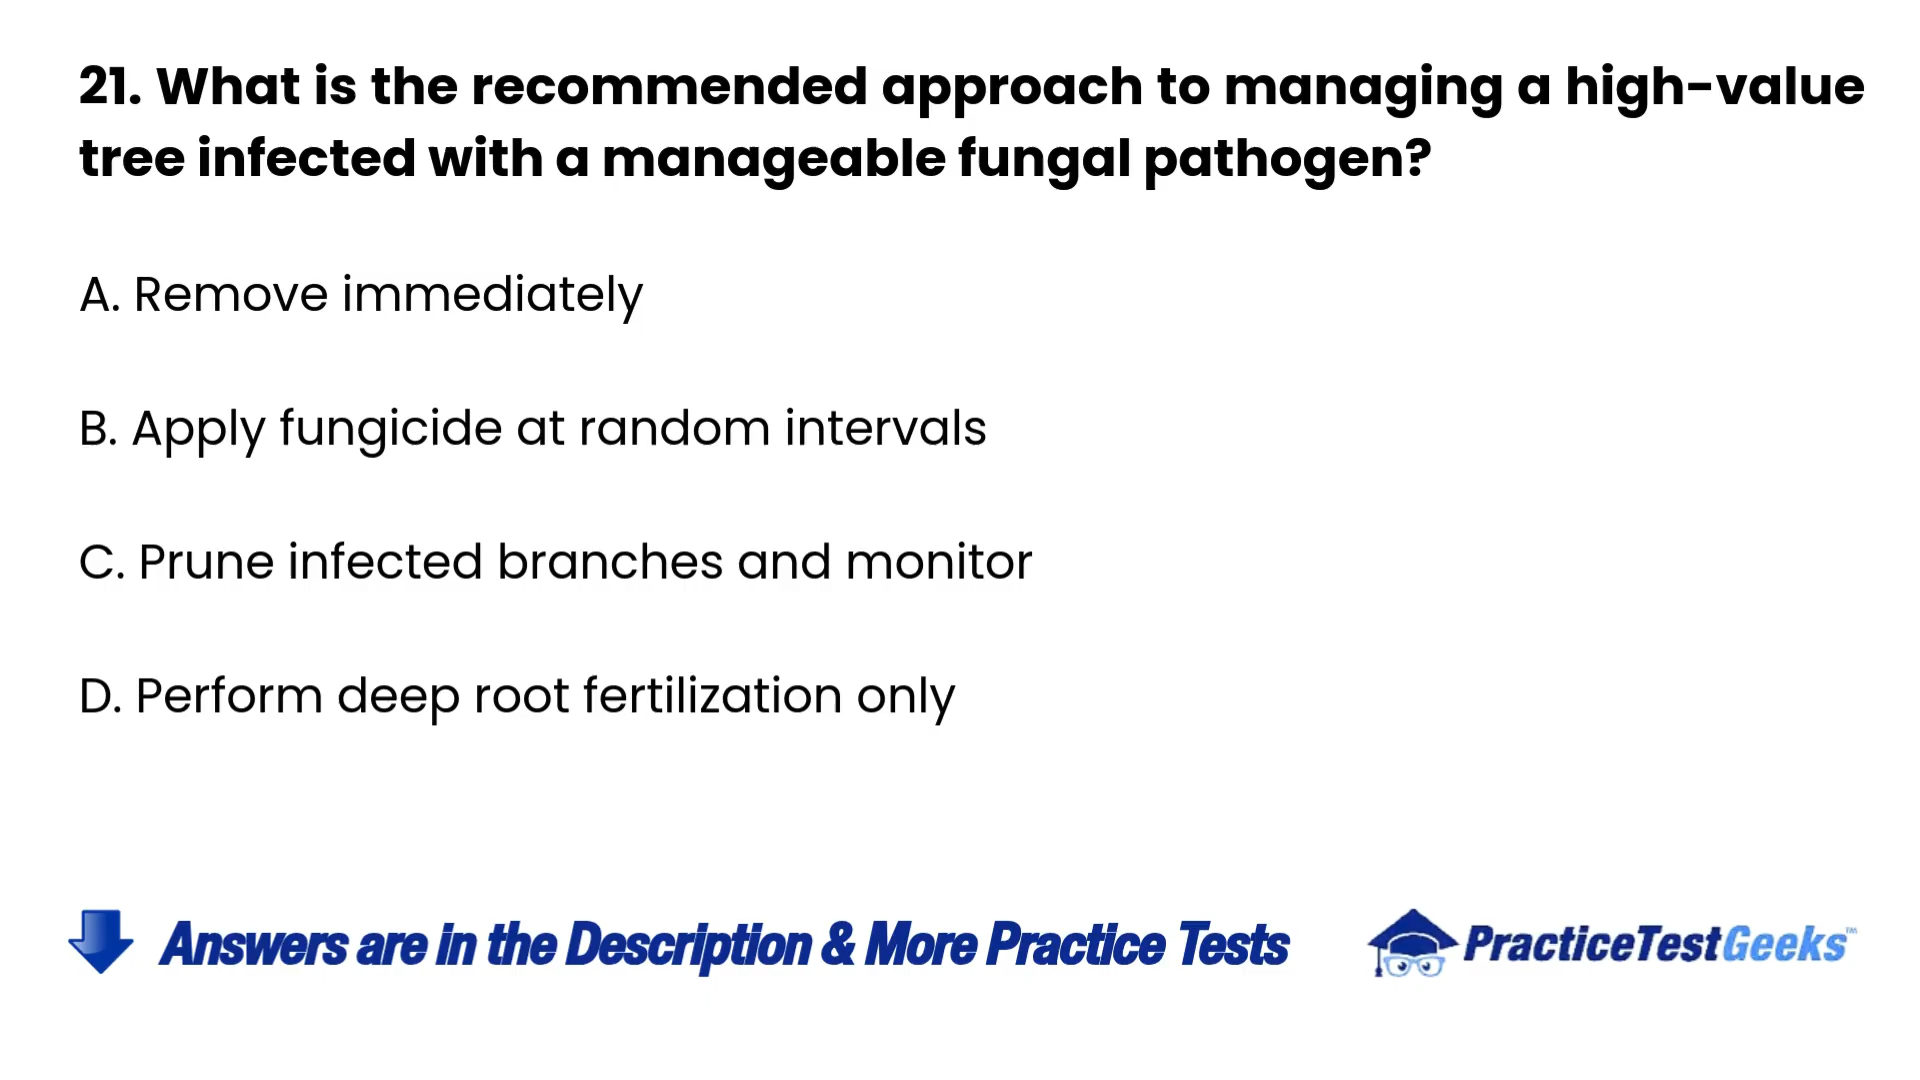 21. What is the recommended approach to managing a high-value
tree infected with a manageable fungal pathogen?
A. Remove immediately
B. Apply fungicide at random intervals
C. Prune infected branches and monitor
D. Perform deep root fertilization only
Answers are in the Description & More Practice Tests
PracticeTestGeeks™